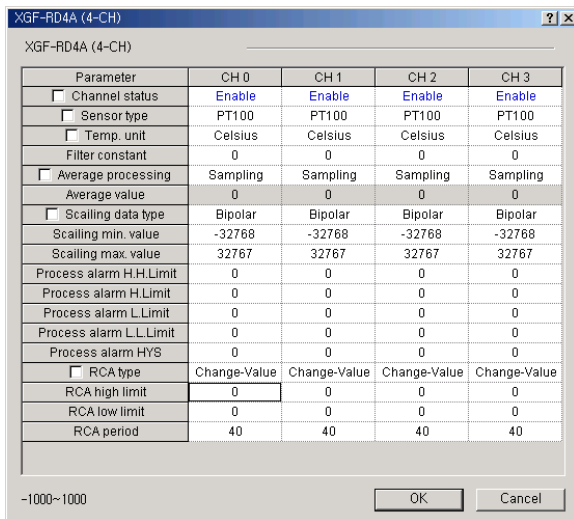 XGF-RD4A (4-CH)
XGF-RD4A (4-CH)
Parameter CH 0 CH 1 CH 2 CH 3
Channel status Enable Enable Enable Enable
Sensor type PT100 PT100 PT100 PT100
Temp. unit Celsius Celsius Celsius Celsius
Filter constant 0 0 0 0
Average processing Sampling Sampling Sampling Sampling
Average value 0 0 0 0
Scailing data type Bipolar Bipolar Bipolar Bipolar
Scailing min. value -32768 -32768 -32768 -32768
Scailing max. value 32767 32767 32767 32767
Process alarm H.H.Limit 0 0 0 0
Process alarm H.Limit 0 0 0 0
Process alarm L.Limit 0 0 0 0
Process alarm L.L.Limit 0 0 0 0
Process alarm HYS 0 0 0 0
RCA type Change-Value Change-Value Change-Value Change-Value
RCA high limit 0 0 0 0
RCA low limit 0 0 0 0
RCA period 40 40 40 40
-1000~1000 OK Cancel